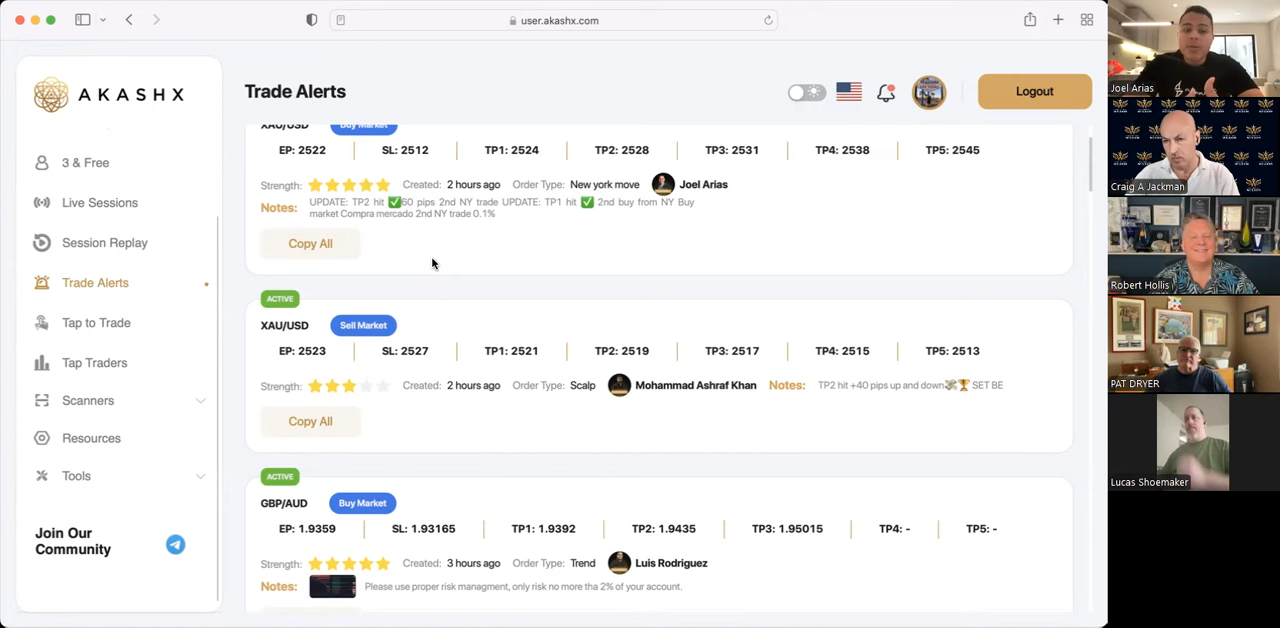 user.akashx.com
AKASHX
3 & Free
Live Sessions
Session Replay
Trade Alerts
Tap to Trade
Tap Traders
Scanners
Resources
Tools
Join Our
Community
Trade Alerts
Logout
XAU/USD Buy Market
EP: 2522 SL: 2512 TP1: 2524 TP2: 2528 TP3: 2531 TP4: 2538 TP5: 2545
Strength: Created: 2 hours ago Order Type: New york move Joel Arias
Notes: UPDATE: TP2 hit ✅60 pips 2nd NY trade UPDATE: TP1 hit ✅ 2nd buy from NY Buy
market Compra mercado 2nd NY trade 0.1%
Copy All
ACTIVE
XAU/USD Sell Market
EP: 2523 SL: 2527 TP1: 2521 TP2: 2519 TP3: 2517 TP4: 2515 TP5: 2513
Strength: Created: 2 hours ago Order Type: Scalp Mohammad Ashraf Khan Notes: TP2 hit +40 pips up and down💸🏆 SET BE
Copy All
ACTIVE
GBP/AUD Buy Market
EP: 1.9359 SL: 1.93165 TP1: 1.9392 TP2: 1.9435 TP3: 1.95015 TP4: - TP5: -
Strength: Created: 3 hours ago Order Type: Trend Luis Rodriguez
Notes: Please use proper risk managment, only risk no more tha 2% of your account.
Joel Arias
Craig A Jackman
Robert Hollis
PAT DRYER
Lucas Shoemaker